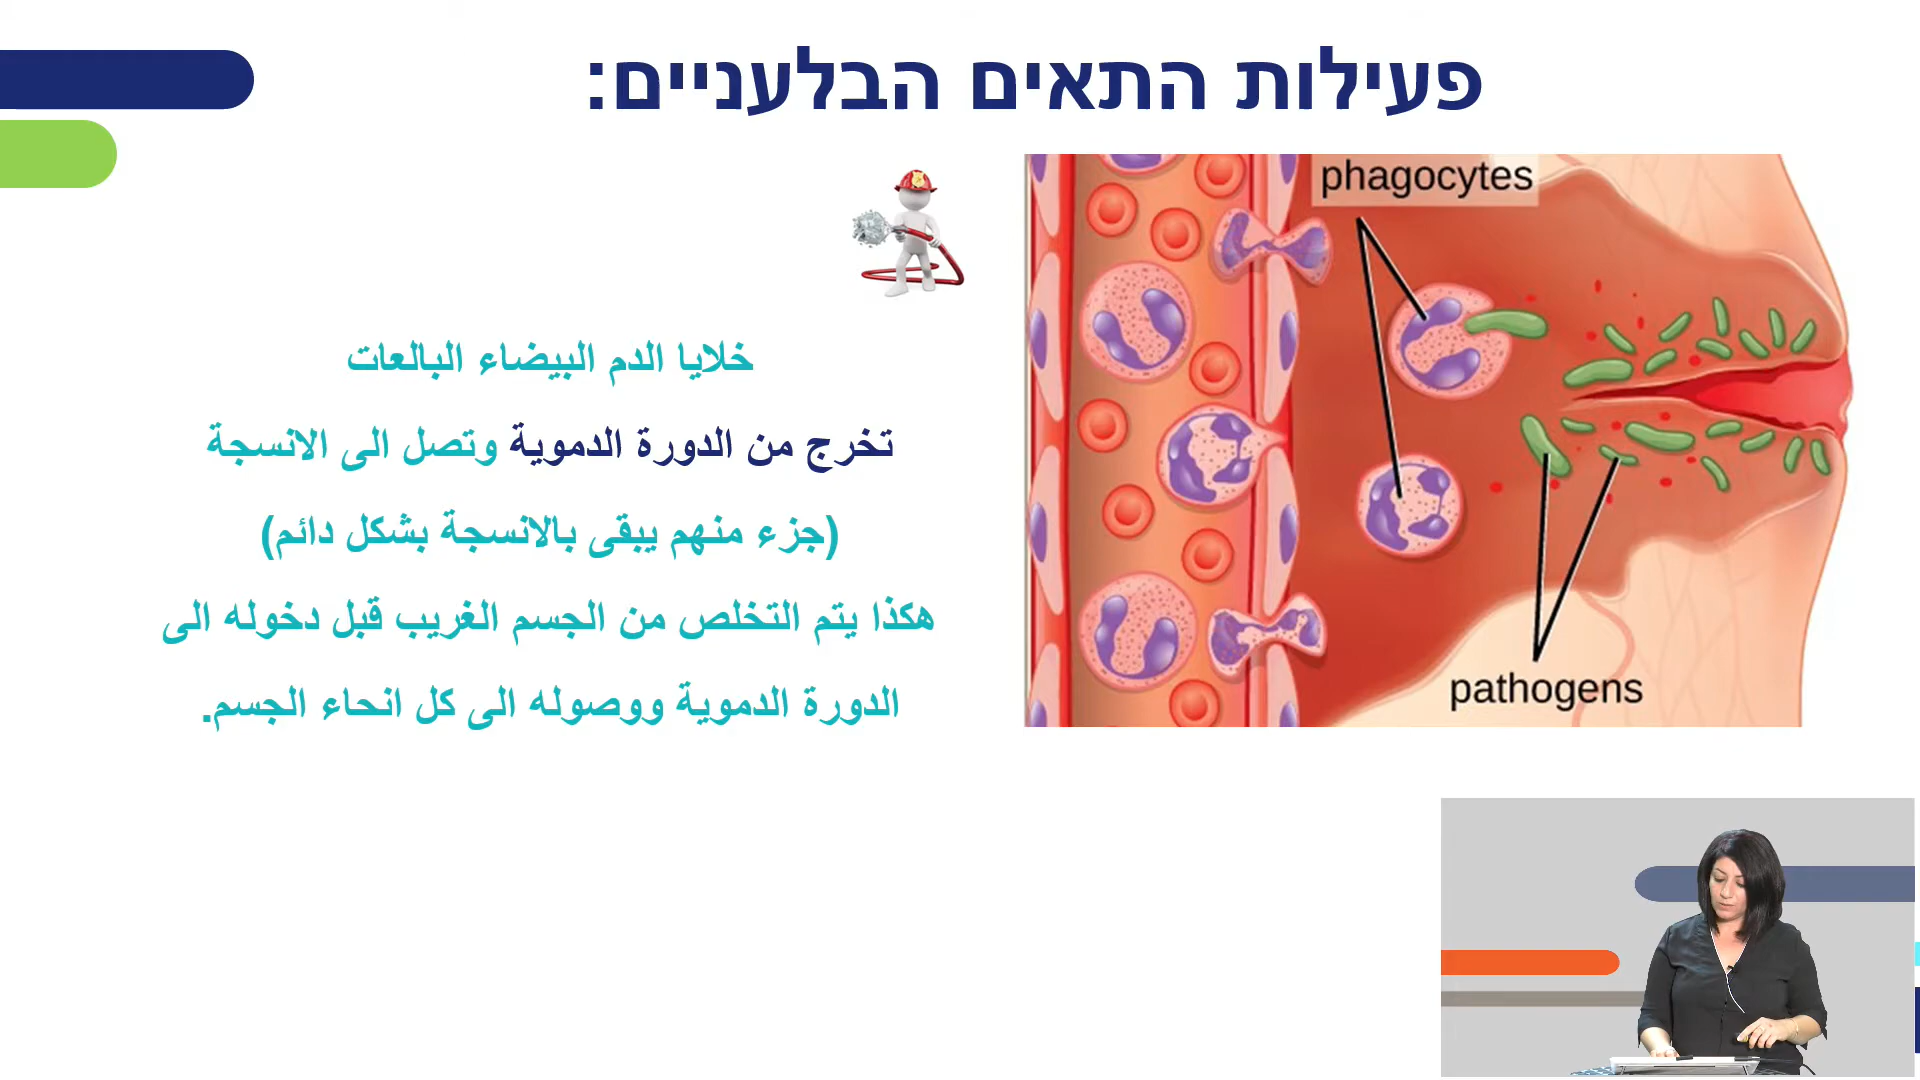 פעילות התאים הבלעניים:
phagocytes
خلايا الدم البيضاء البالعات
تخرج من الدورة الدموية وتصل الى الانسجة
(جزء منهم يبقى بالانسجة بشكل دائم)
هكذا يتم التخلص من الجسم الغريب قبل دخوله الى
الدورة الدموية ووصوله الى كل انحاء الجسم.
pathogens